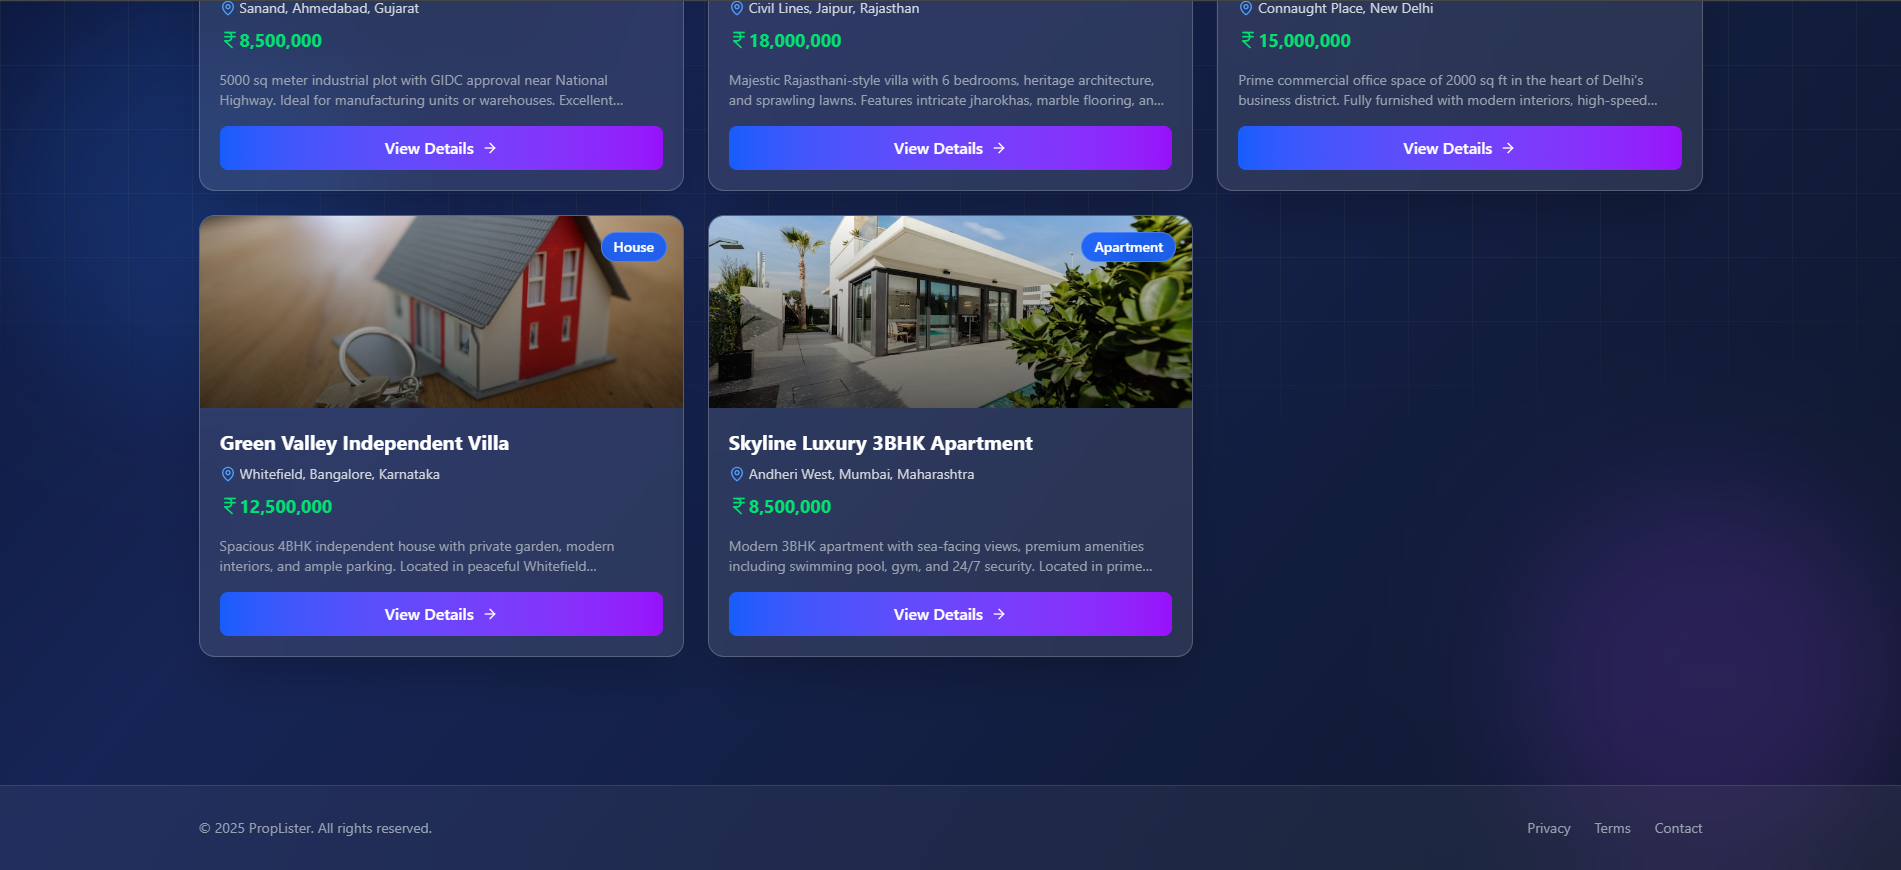 Sanand, Ahmedabad, Gujarat
₹8,500,000
5000 sq meter industrial plot with GIDC approval near National
Highway. Ideal for manufacturing units or warehouses. Excellent...
View Details →
Civil Lines, Jaipur, Rajasthan
₹18,000,000
Majestic Rajasthani-style villa with 6 bedrooms, heritage architecture,
and sprawling lawns. Features intricate jharokhas, marble flooring, an...
View Details →
Connaught Place, New Delhi
₹15,000,000
Prime commercial office space of 2000 sq ft in the heart of Delhi's
business district. Fully furnished with modern interiors, high-speed...
View Details →
House
Green Valley Independent Villa
Whitefield, Bangalore, Karnataka
₹12,500,000
Spacious 4BHK independent house with private garden, modern
interiors, and ample parking. Located in peaceful Whitefield...
View Details →
Apartment
Skyline Luxury 3BHK Apartment
Andheri West, Mumbai, Maharashtra
₹8,500,000
Modern 3BHK apartment with sea-facing views, premium amenities
including swimming pool, gym, and 24/7 security. Located in prime...
View Details →
© 2025 PropLister. All rights reserved.
Privacy Terms Contact